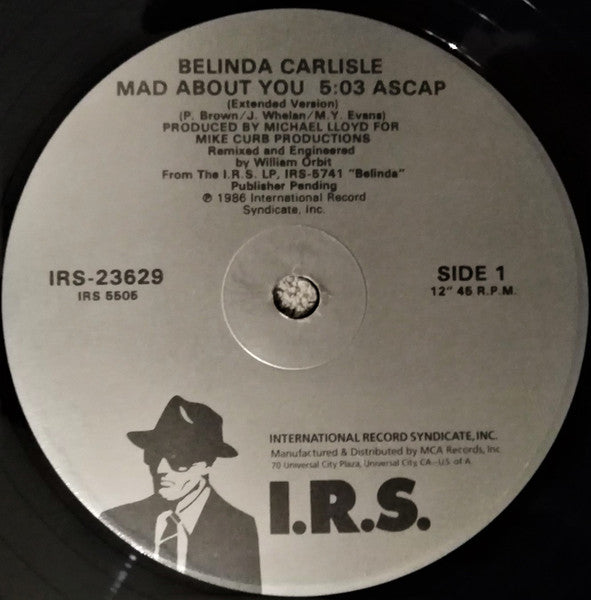 BELINDA CARLISLE
MAD ABOUT YOU 5:03 ASCAP
(Extended Version)
(P. Brown/J. Whelan/M.Y. Evans)
PRODUCED BY MICHAEL LLOYD FOR
MIKE CURB PRODUCTIONS
Remixed and Engineered
by William Orbit
From The I.R.S. LP, IRS-5741 "Belinda"
Publisher Pending
℗ 1986 International Record
Syndicate, Inc.
IRS-23629
IRS 5505
SIDE 1
12" 45 R.P.M.
INTERNATIONAL RECORD SYNDICATE, INC.
Manufactured & Distributed by MCA Records, Inc
70 Universal City Plaza, Universal City, CA—U.S. of A.
I.R.S.